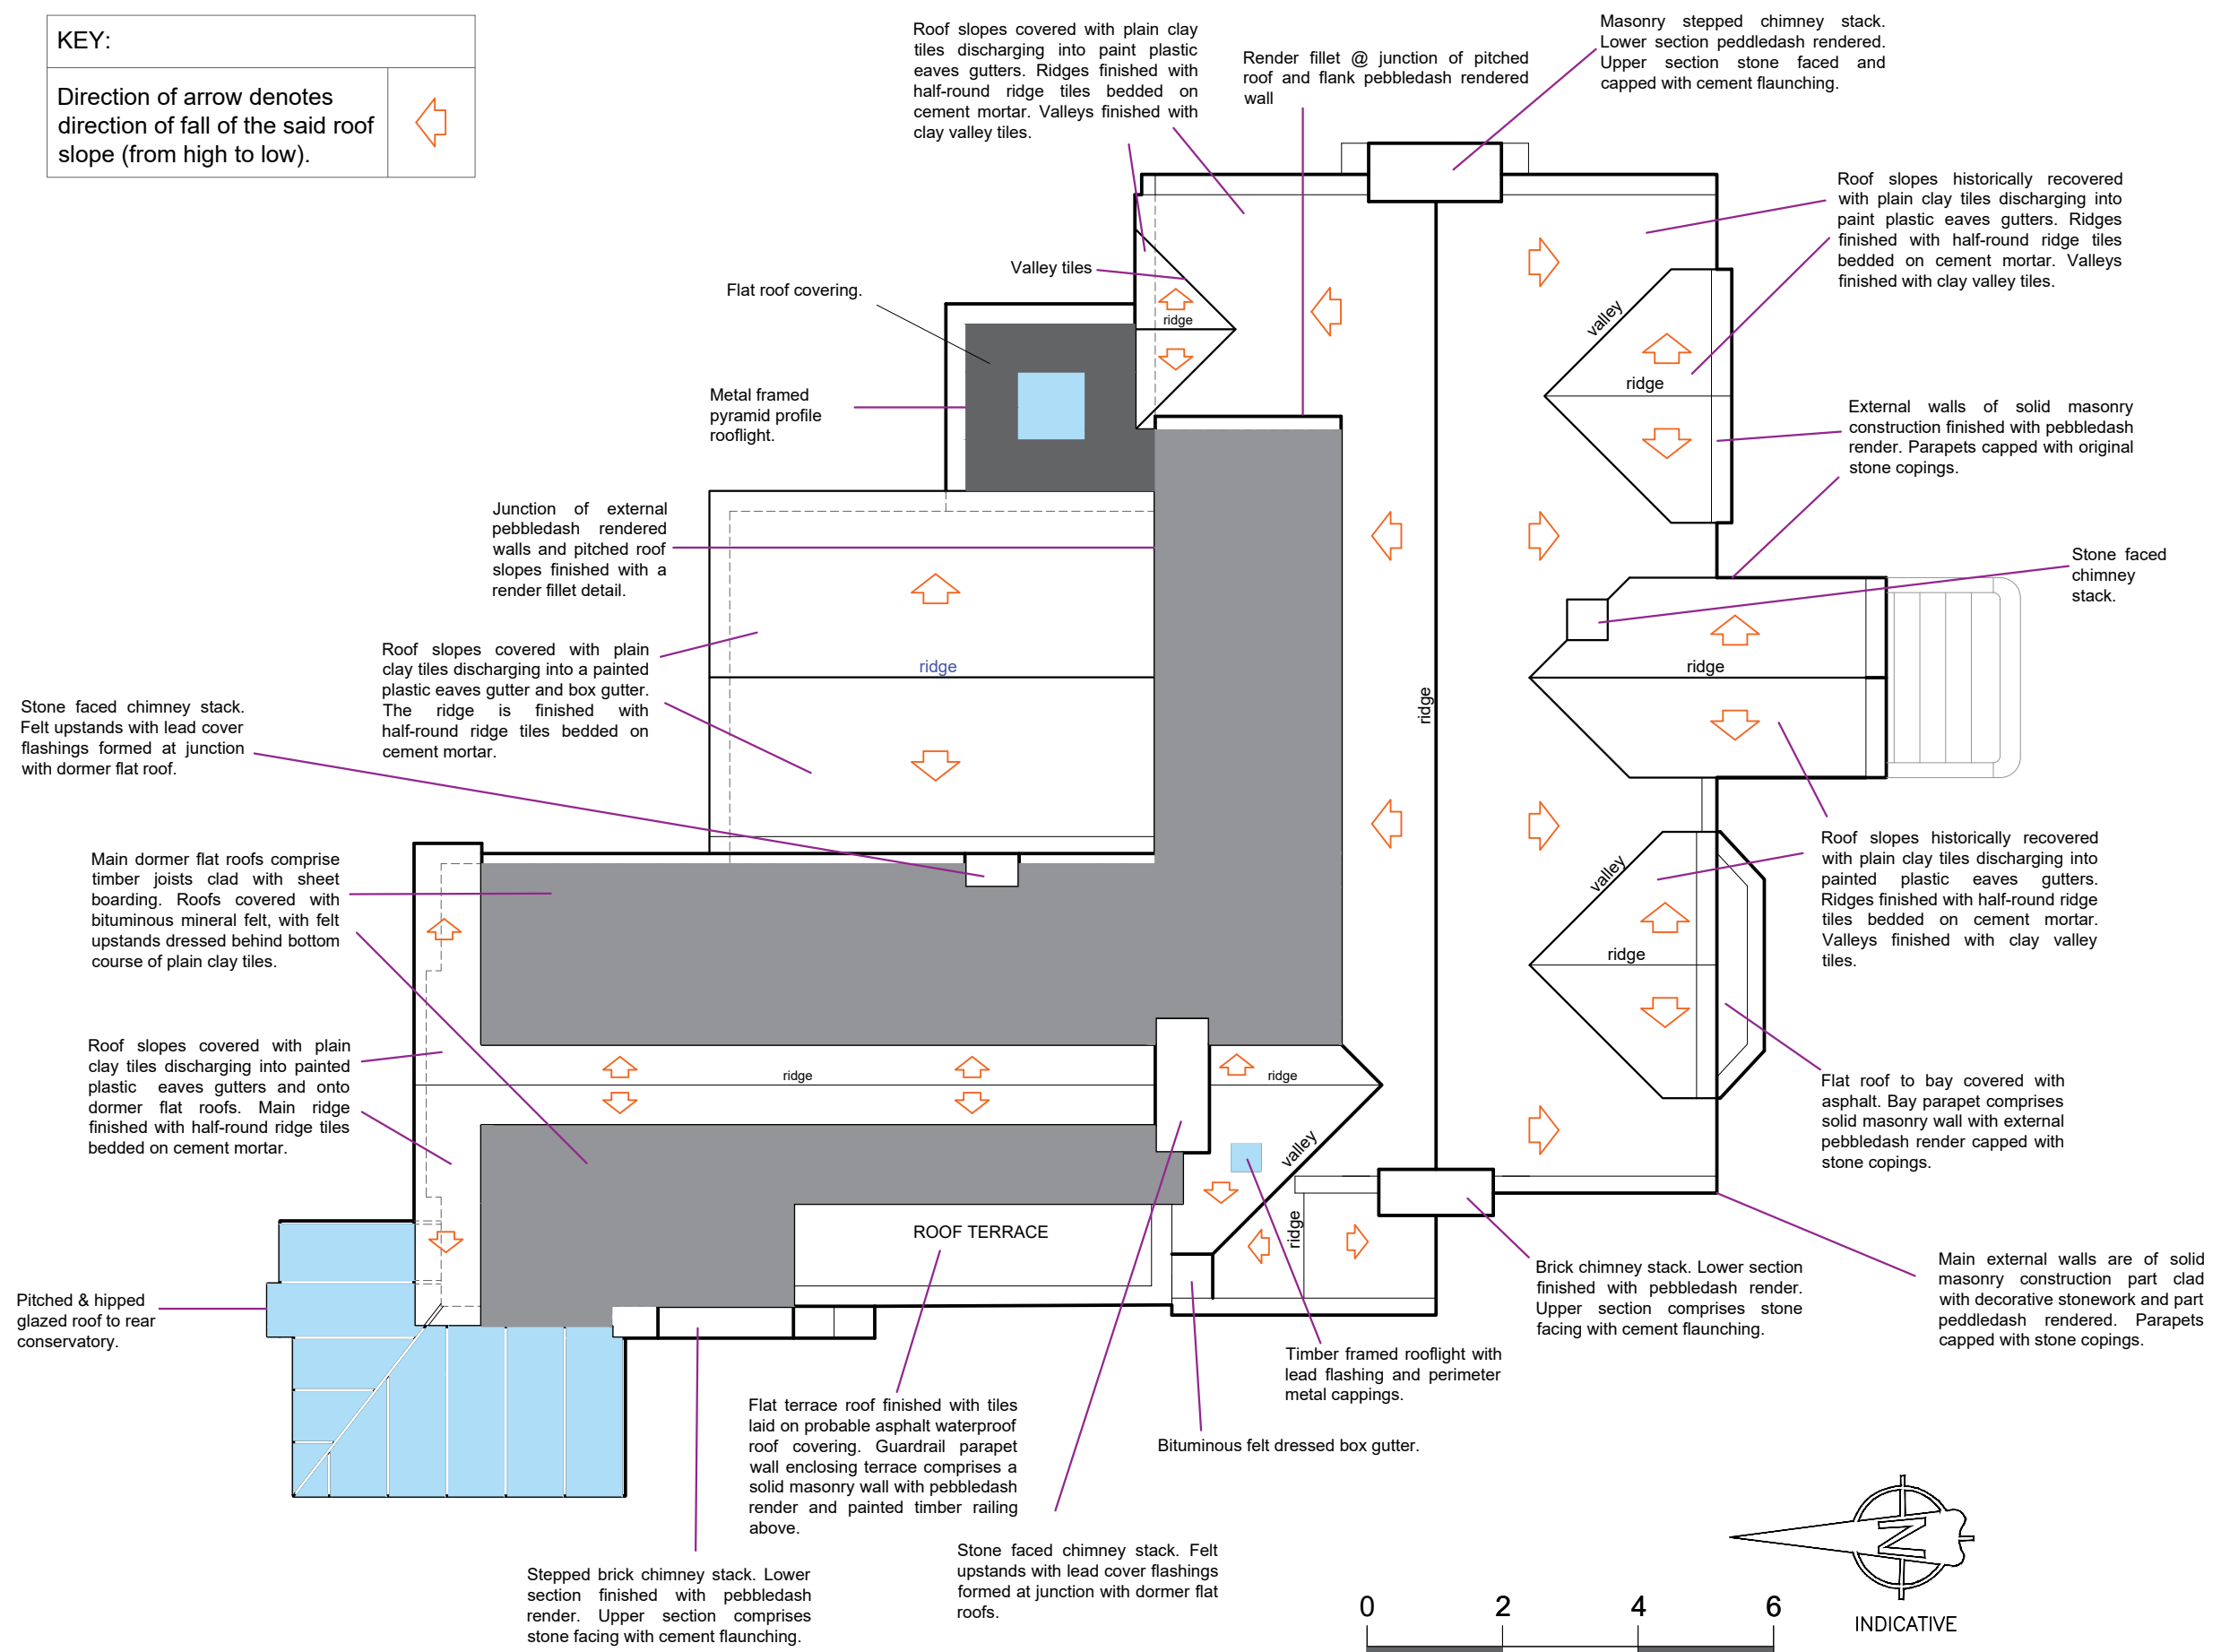 KEY:
Direction of arrow denotes
direction of fall of the said roof
slope (from high to low).
Roof slopes covered with plain clay
tiles discharging into paint plastic
eaves gutters. Ridges finished with
half-round ridge tiles bedded on
cement mortar. Valleys finished with
clay valley tiles.
Render fillet @ junction of pitched
roof and flank pebbledash rendered
wall
Masonry stepped chimney stack.
Lower section peddledash rendered.
Upper section stone faced and
capped with cement flaunching.
Roof slopes historically recovered
with plain clay tiles discharging into
paint plastic eaves gutters. Ridges
finished with half-round ridge tiles
bedded on cement mortar. Valleys
finished with clay valley tiles.
Valley tiles
Flat roof covering.
ridge
valley
ridge
Metal framed
pyramid profile
rooflight.
External walls of solid masonry
construction finished with pebbledash
render. Parapets capped with original
stone copings.
Junction of external
pebbledash rendered
walls and pitched roof
slopes finished with a
render fillet detail.
Stone faced
chimney
stack.
Roof slopes covered with plain
clay tiles discharging into a painted
plastic eaves gutter and box gutter.
The ridge is finished with
half-round ridge tiles bedded on
cement mortar.
ridge
ridge
ridge
Stone faced chimney stack.
Felt upstands with lead cover
flashings formed at junction
with dormer flat roof.
Main dormer flat roofs comprise
timber joists clad with sheet
boarding. Roofs covered with
bituminous mineral felt, with felt
upstands dressed behind bottom
course of plain clay tiles.
Roof slopes historically recovered
with plain clay tiles discharging into
painted plastic eaves gutters.
Ridges finished with half-round ridge
tiles bedded on cement mortar.
Valleys finished with clay valley
tiles.
valley
ridge
Roof slopes covered with plain
clay tiles discharging into painted
plastic eaves gutters and onto
dormer flat roofs. Main ridge
finished with half-round ridge tiles
bedded on cement mortar.
ridge
ridge
valley
Flat roof to bay covered with
asphalt. Bay parapet comprises
solid masonry wall with external
pebbledash render capped with
stone copings.
ROOF TERRACE
ridge
Pitched & hipped
glazed roof to rear
conservatory.
Brick chimney stack. Lower section
finished with pebbledash render.
Upper section comprises stone
facing with cement flaunching.
Main external walls are of solid
masonry construction part clad
with decorative stonework and part
peddledash rendered. Parapets
capped with stone copings.
Timber framed rooflight with
lead flashing and perimeter
metal cappings.
Flat terrace roof finished with tiles
laid on probable asphalt waterproof
roof covering. Guardrail parapet
wall enclosing terrace comprises a
solid masonry wall with pebbledash
render and painted timber railing
above.
Bituminous felt dressed box gutter.
Stone faced chimney stack. Felt
upstands with lead cover flashings
formed at junction with dormer flat
roofs.
Stepped brick chimney stack. Lower
section finished with pebbledash
render. Upper section comprises
stone facing with cement flaunching.
0 2 4 6
N
INDICATIVE